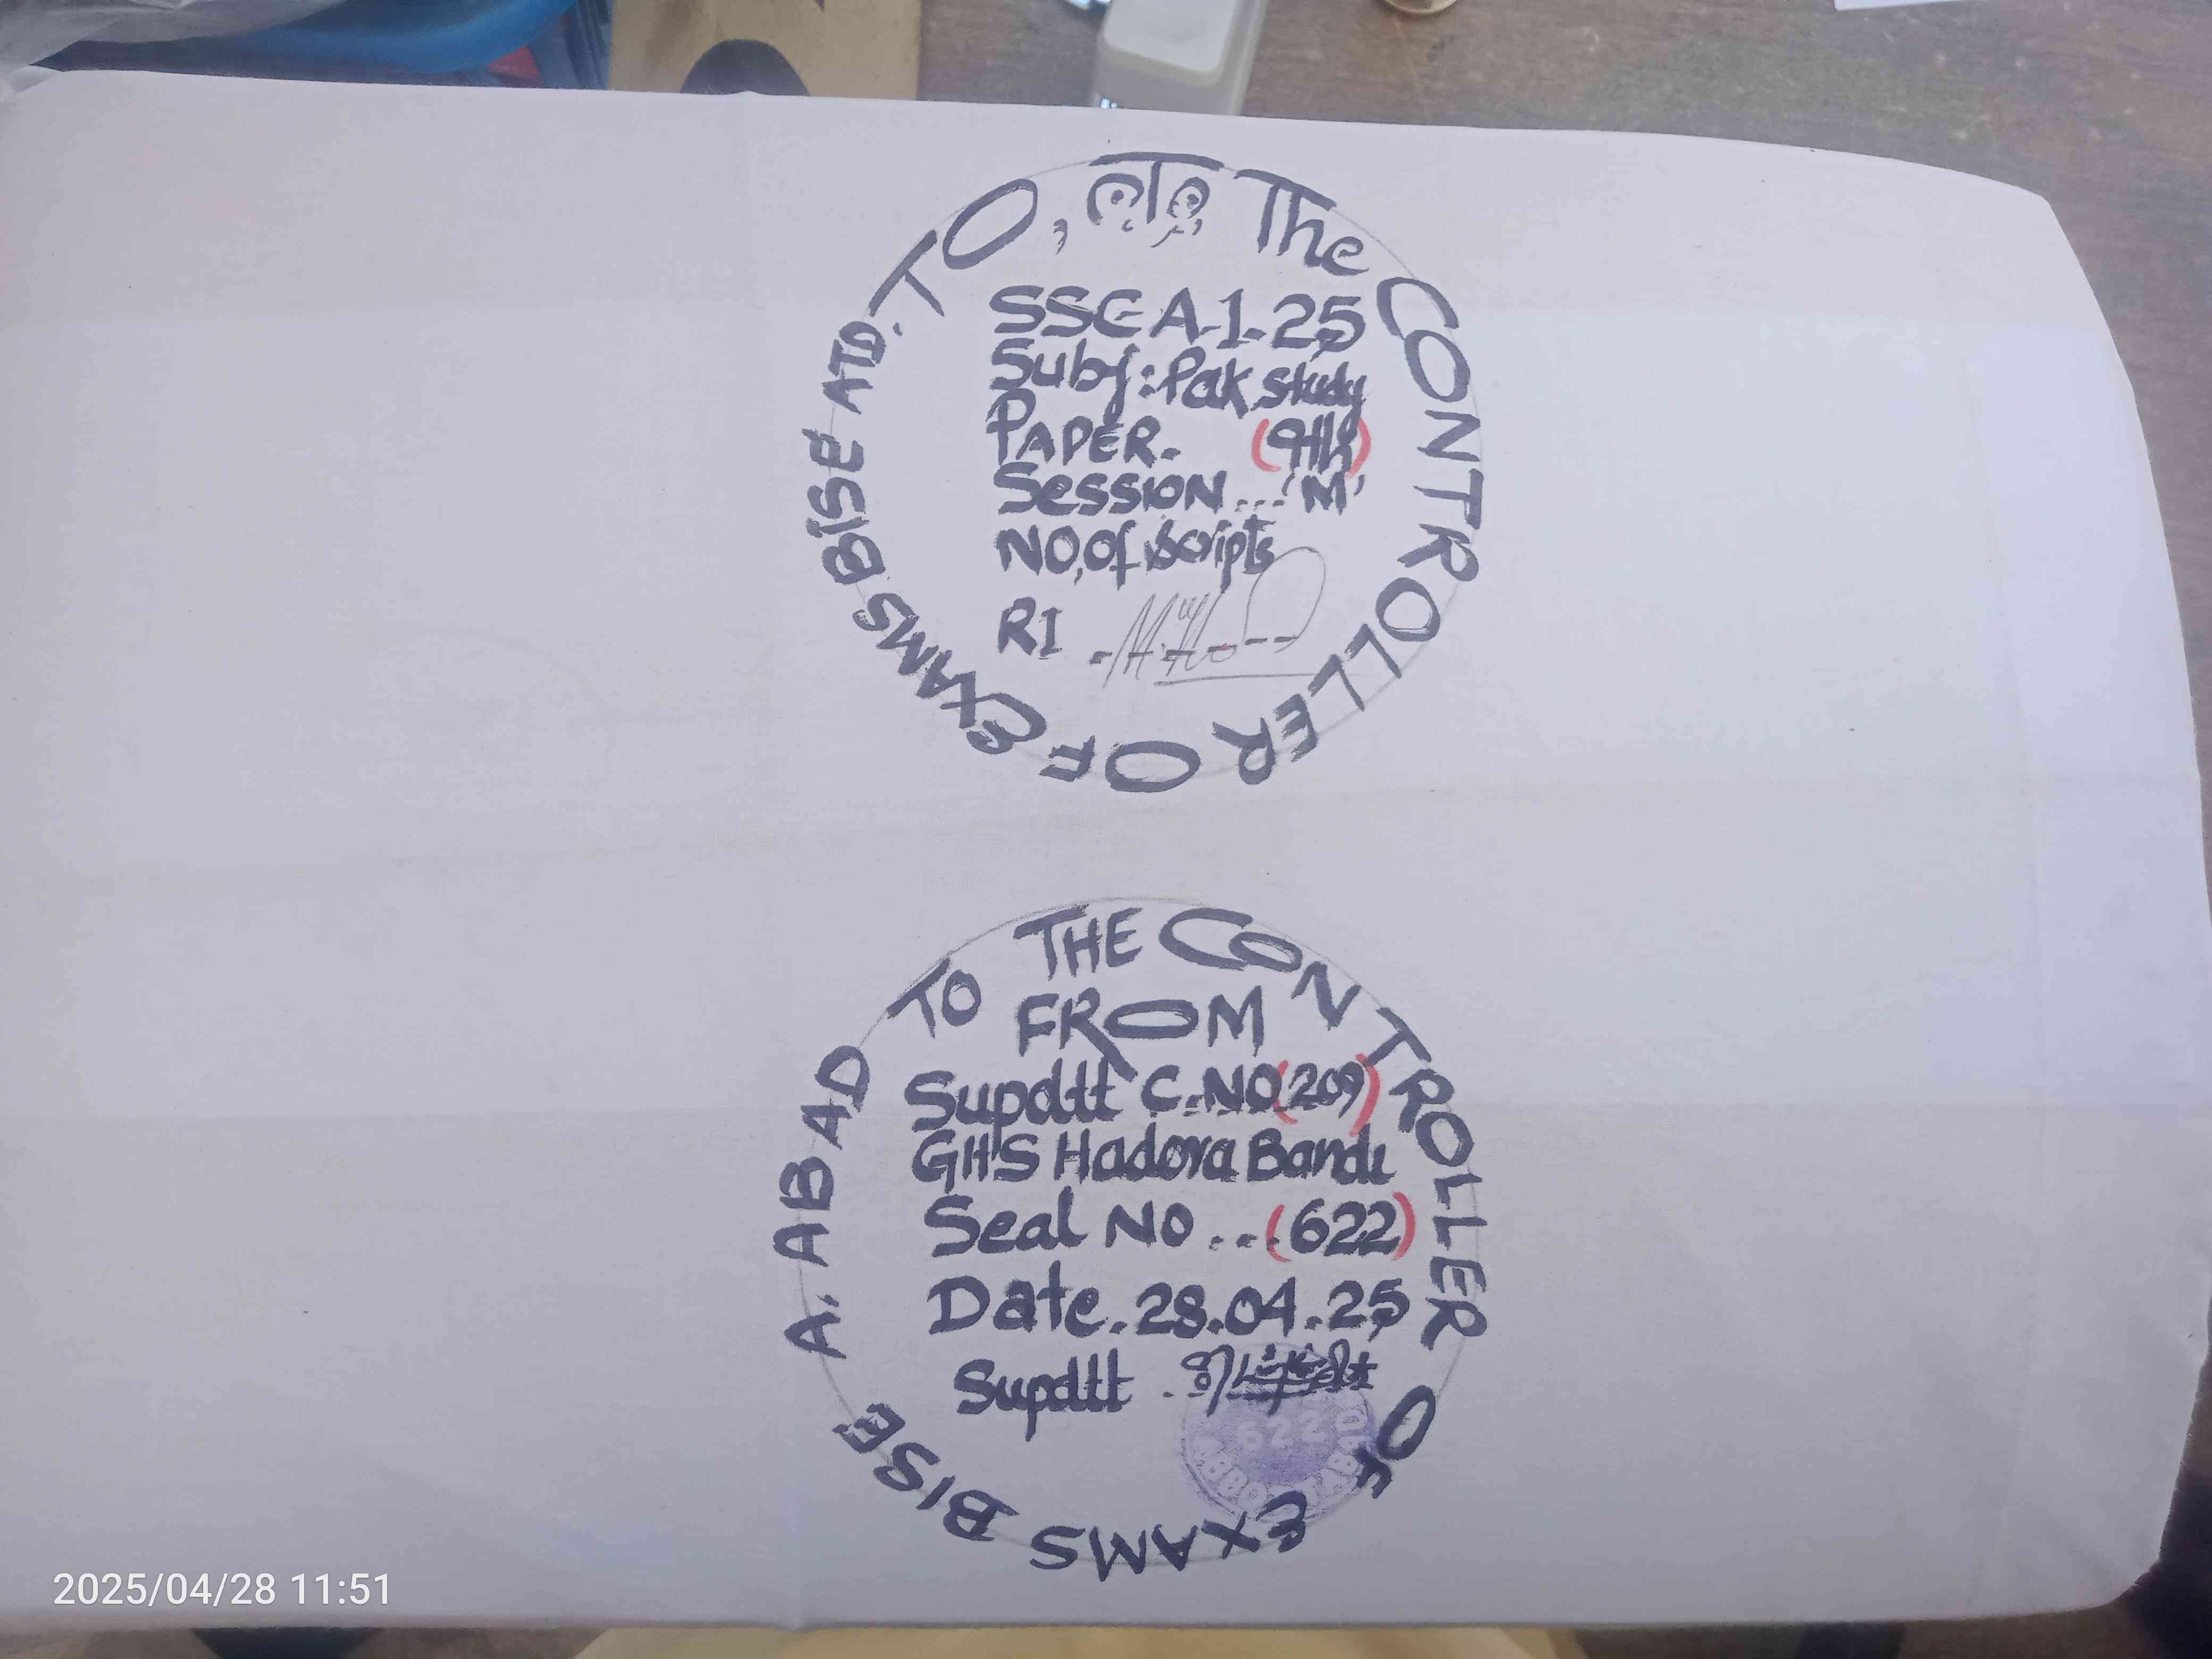 TO, The CONTROLLER OF EXAMS BISE ATD.
SSC A-1-25
Subj: Pak study
PAPER. (9th)
Session... 'M'
NO, Of scripts
RI
TO THE CONTROLLER OF EXAMS BISE A. ABAD
FROM
Supdtt C.NO (209)
GHS Hadora Bandi
Seal NO ... (622)
Date. 28.04.25
Supdtt
622
2025/04/28 11:51